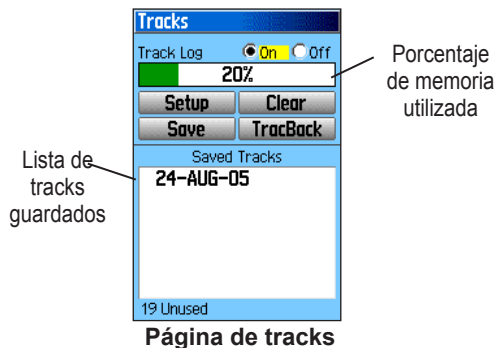 Tracks
Track Log On Off
20%
Setup Clear
Save TracBack
Saved Tracks
24-AUG-05
19 Unused
Porcentaje
de memoria
utilizada
Lista de
tracks
guardados
Página de tracks